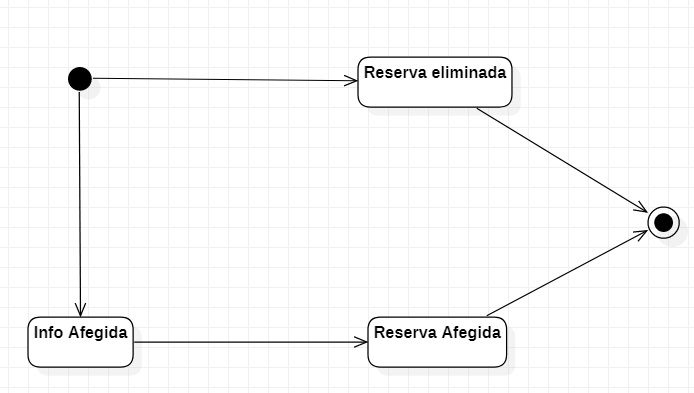 Reserva eliminada
Info Afegida
Reserva Afegida